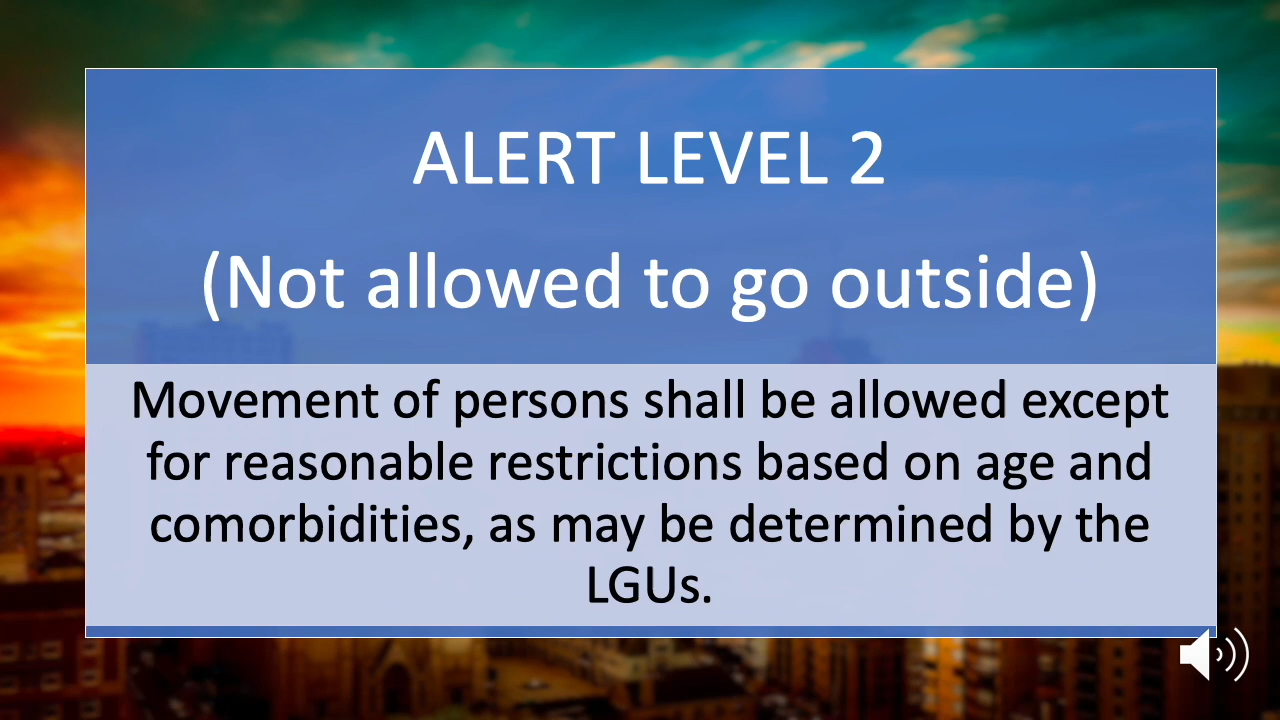 ALERT LEVEL 2
(Not allowed to go outside)
Movement of persons shall be allowed except
for reasonable restrictions based on age and
comorbidities, as may be determined by the
LGUs.